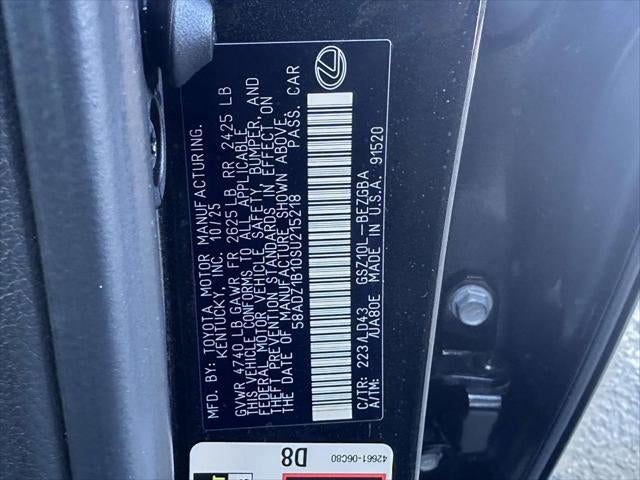 MFD. BY: TOYOTA MOTOR MANUFACTURING.
KENTUCKY, INC. 10/25
GVWR 4740 LB GAWR FR 2625 LB RR 2425 LB
THIS VEHICLE CONFORMS TO ALL APPLICABLE
FEDERAL MOTOR VEHICLE SAFETY, BUMPER, AND
THEFT PREVENTION STANDARDS IN EFFECT ON
THE DATE OF MANUFACTURE SHOWN ABOVE.
58ADZ1B10SU215218 PASS. CAR
C/TR: 223/LD43 GSZ10L-BEZGBA
A/TM: /UA80E MADE IN U.S.A. 91520
42661-06C80
D8